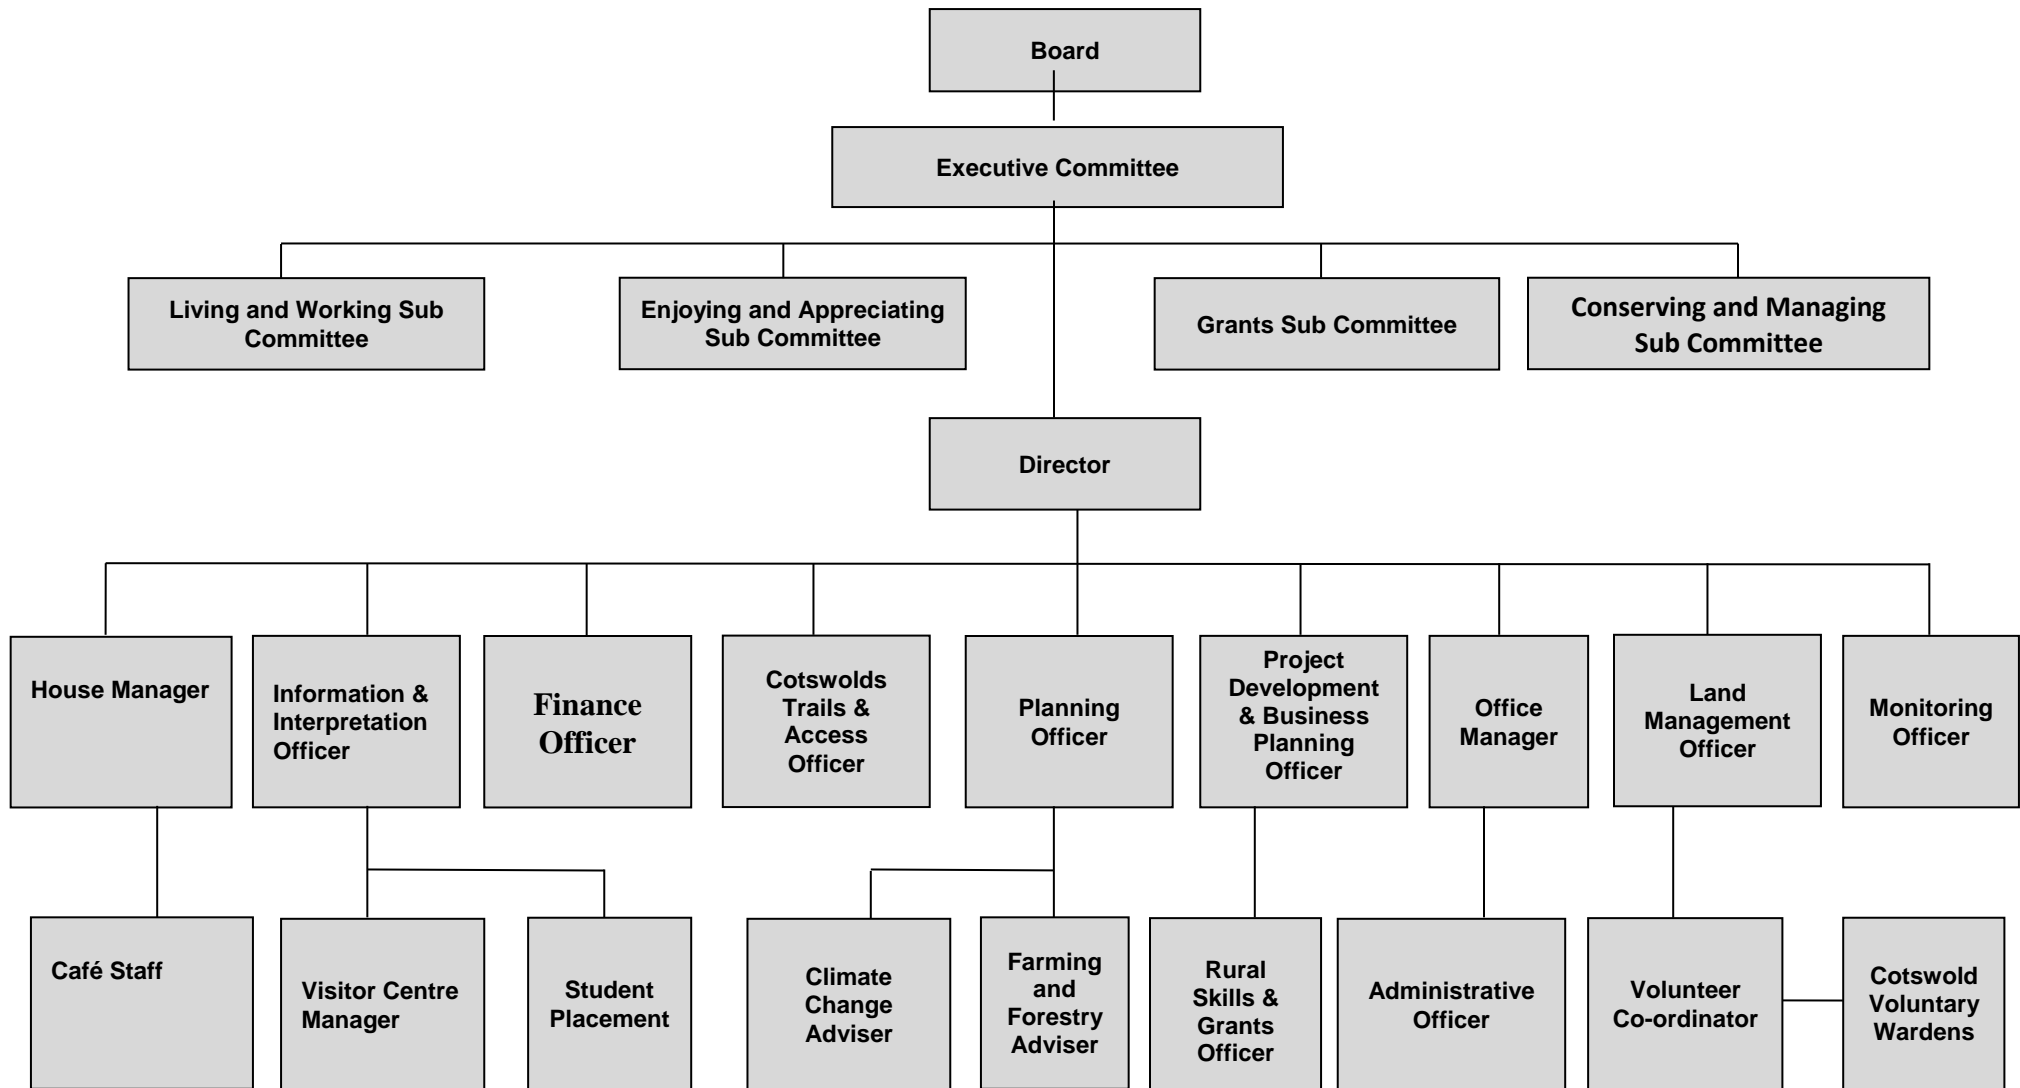 Board
Executive Committee
Living and Working Sub
Committee
Enjoying and Appreciating
Sub Committee
Grants Sub Committee
Conserving and Managing
Sub Committee
Director
House Manager
Information &
Interpretation
Officer
Finance
Officer
Cotswolds
Trails &
Access
Officer
Planning
Officer
Project
Development
& Business
Planning
Officer
Office
Manager
Land
Management
Officer
Monitoring
Officer
Café Staff
Visitor Centre
Manager
Student
Placement
Climate
Change
Adviser
Farming
and
Forestry
Adviser
Rural
Skills &
Grants
Officer
Administrative
Officer
Volunteer
Co-ordinator
Cotswold
Voluntary
Wardens